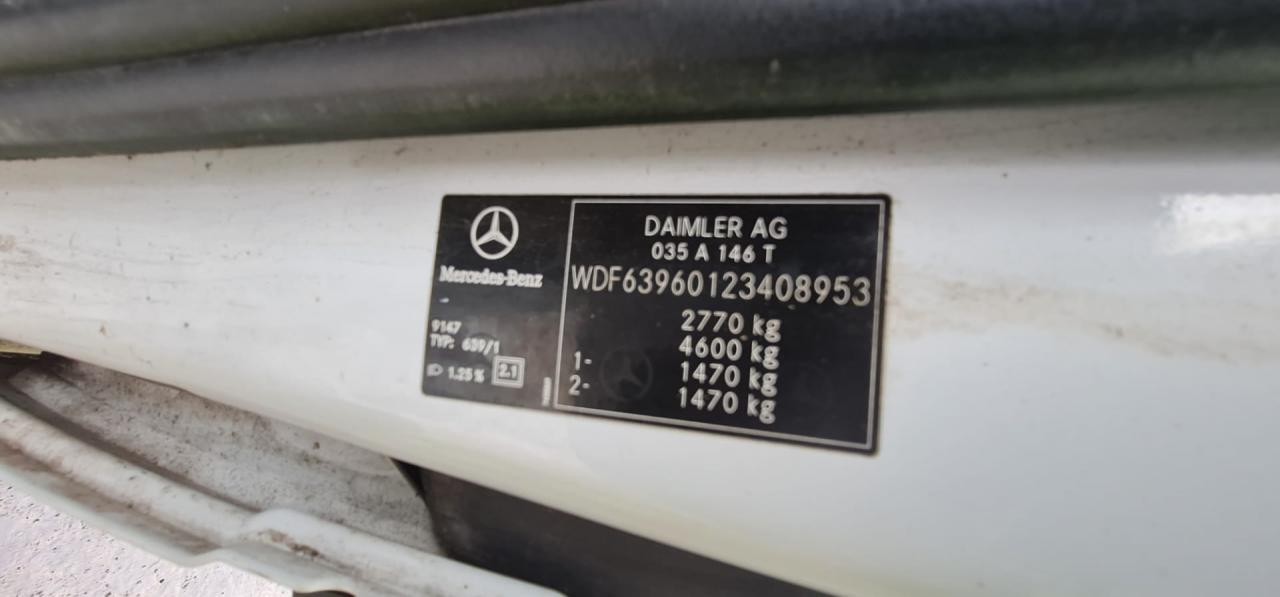 Mercedes-Benz
9147
TYP: 639/1
1.25 %
2.1
DAIMLER AG
035 A 146 T
WDF63960123408953
2770 kg
4600 kg
1- 1470 kg
2- 1470 kg